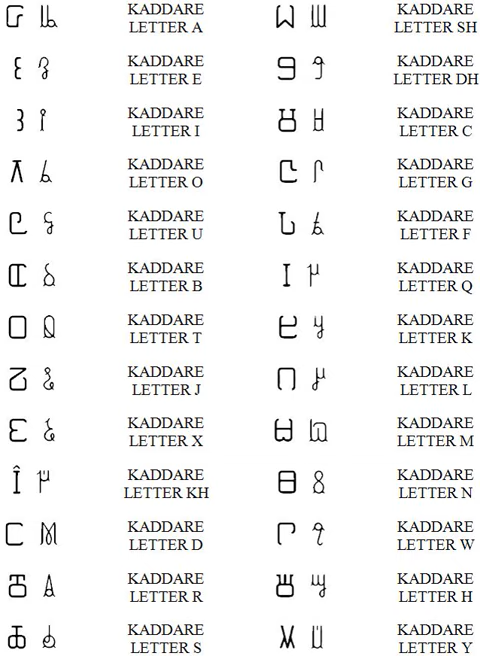 KADDARE
LETTER A
KADDARE
LETTER E
KADDARE
LETTER I
KADDARE
LETTER O
KADDARE
LETTER U
KADDARE
LETTER B
KADDARE
LETTER T
KADDARE
LETTER J
KADDARE
LETTER X
KADDARE
LETTER KH
KADDARE
LETTER D
KADDARE
LETTER R
KADDARE
LETTER S
KADDARE
LETTER SH
KADDARE
LETTER DH
KADDARE
LETTER C
KADDARE
LETTER G
KADDARE
LETTER F
KADDARE
LETTER Q
KADDARE
LETTER K
KADDARE
LETTER L
KADDARE
LETTER M
KADDARE
LETTER N
KADDARE
LETTER W
KADDARE
LETTER H
KADDARE
LETTER Y